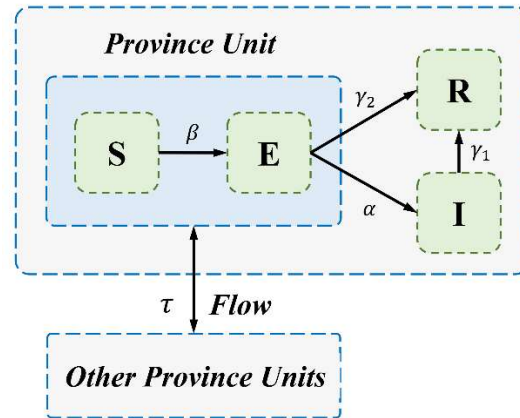 Province Unit
S
β
E
γ2
R
γ1
α
I
τ
Flow
Other Province Units